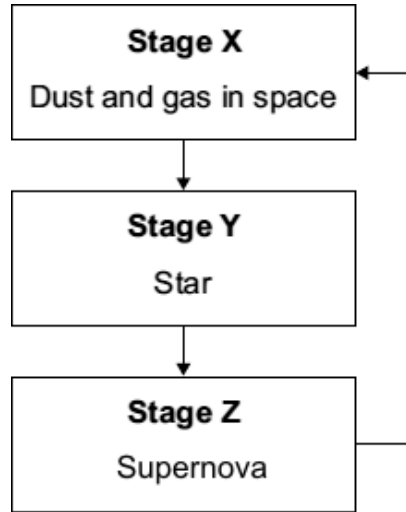 Stage X
Dust and gas in space
Stage Y
Star
Stage Z
Supernova